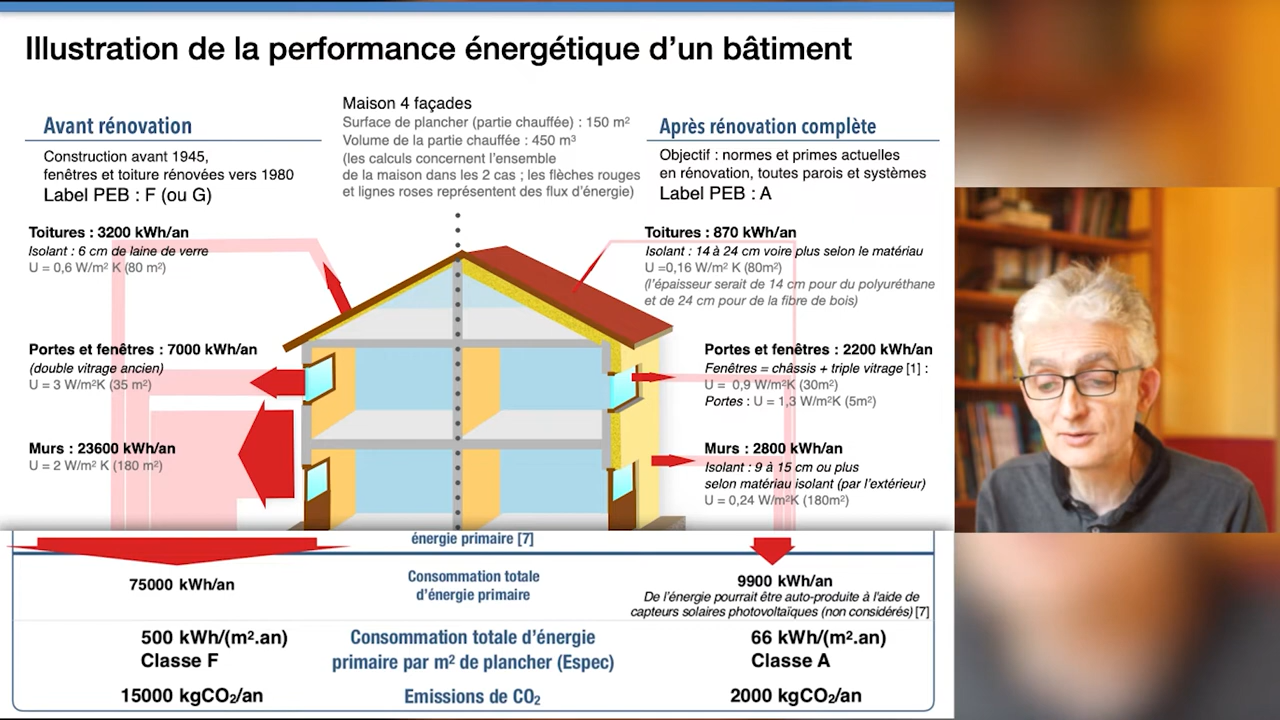 Illustration de la performance énergétique d’un bâtiment
Avant rénovation
Construction avant 1945,
fenêtres et toiture rénovées vers 1980
Label PEB : F (ou G)
Maison 4 façades
Surface de plancher (partie chauffée) : 150 m²
Volume de la partie chauffée : 450 m³
(les calculs concernent l’ensemble
de la maison dans les 2 cas ; les flèches rouges
et lignes roses représentent des flux d’énergie)
Après rénovation complète
Objectif : normes et primes actuelles
en rénovation, toutes parois et systèmes
Label PEB : A
Toitures : 3200 kWh/an
Isolant : 6 cm de laine de verre
U = 0,6 W/m² K (80 m²)
Portes et fenêtres : 7000 kWh/an
(double vitrage ancien)
U = 3 W/m²K (35 m²)
Murs : 23600 kWh/an
U = 2 W/m² K (180 m²)
Toitures : 870 kWh/an
Isolant : 14 à 24 cm voire plus selon le matériau
U =0,16 W/m² K (80m²)
(l’épaisseur serait de 14 cm pour du polyuréthane
et de 24 cm pour de la fibre de bois)
Portes et fenêtres : 2200 kWh/an
Fenêtres = châssis + triple vitrage [1] :
U = 0,9 W/m²K (30m²)
Portes : U = 1,3 W/m²K (5m²)
Murs : 2800 kWh/an
Isolant : 9 à 15 cm ou plus
selon matériau isolant (par l’extérieur)
U = 0,24 W/m²K (180m²)
énergie primaire [7]
75000 kWh/an
Consommation totale
d’énergie primaire
9900 kWh/an
De l’énergie pourrait être auto-produite à l’aide de
capteurs solaires photovoltaïques (non considérés) [7]
500 kWh/(m².an)
Classe F
Consommation totale d’énergie
primaire par m² de plancher (Espec)
66 kWh/(m².an)
Classe A
15000 kgCO₂/an
Emissions de CO₂
2000 kgCO₂/an